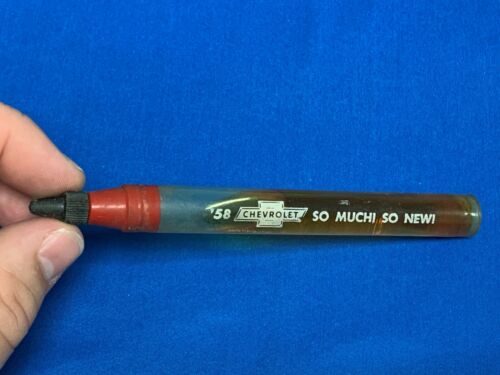 '58 CHEVROLET SO MUCH! SO NEW!